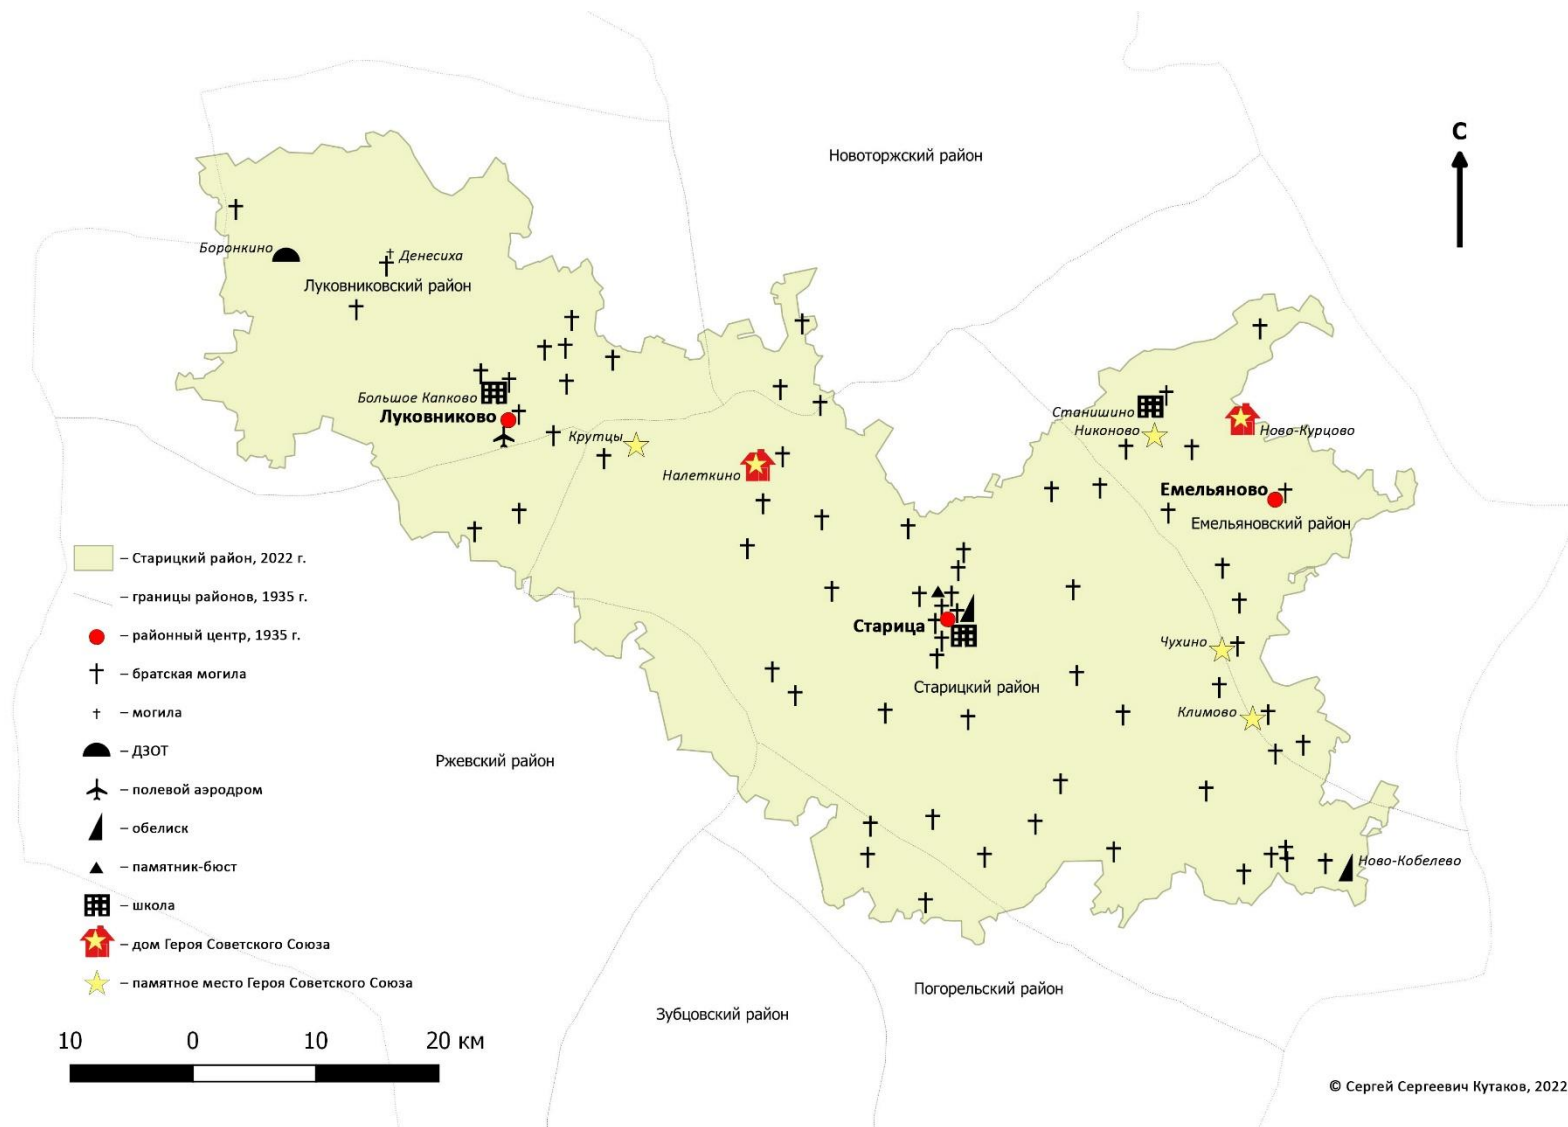 С
Новоторжский район
Боронкино
Денесиха
Луковниковский район
Большое Капково
Луковниково
Крутцы
Налеткино
Станишино
Никоново
Ново-Курцово
Емельяново
Емельяновский район
Старица
Чухино
Старицкий район
Климово
Ржевский район
Ново-Кобелево
Погорельский район
Зубцовский район
– Старицкий район, 2022 г.
– границы районов, 1935 г.
– районный центр, 1935 г.
– братская могила
– могила
– ДЗОТ
– полевой аэродром
– обелиск
– памятник-бюст
– школа
– дом Героя Советского Союза
– памятное место Героя Советского Союза
10 0 10 20 км
© Сергей Сергеевич Кутаков, 2022